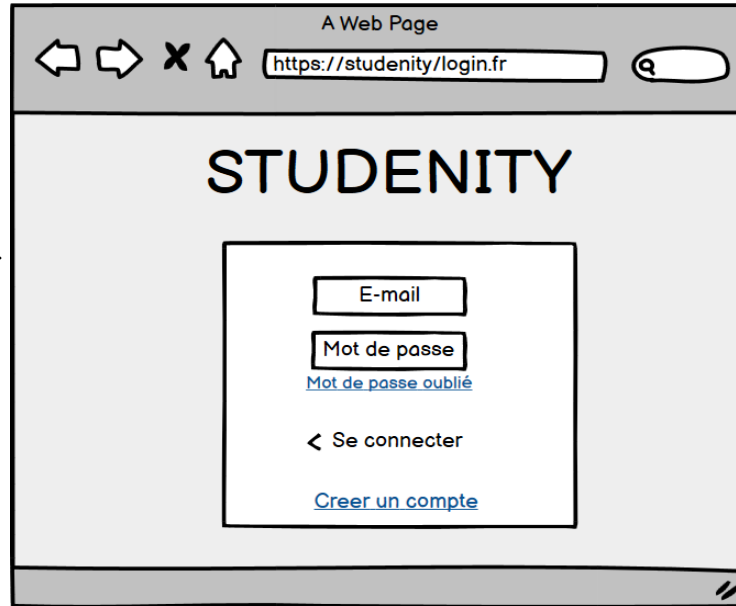 A Web Page
https://studenity/login.fr
STUDENITY
E-mail
Mot de passe
Mot de passe oublié
Se connecter
Creer un compte